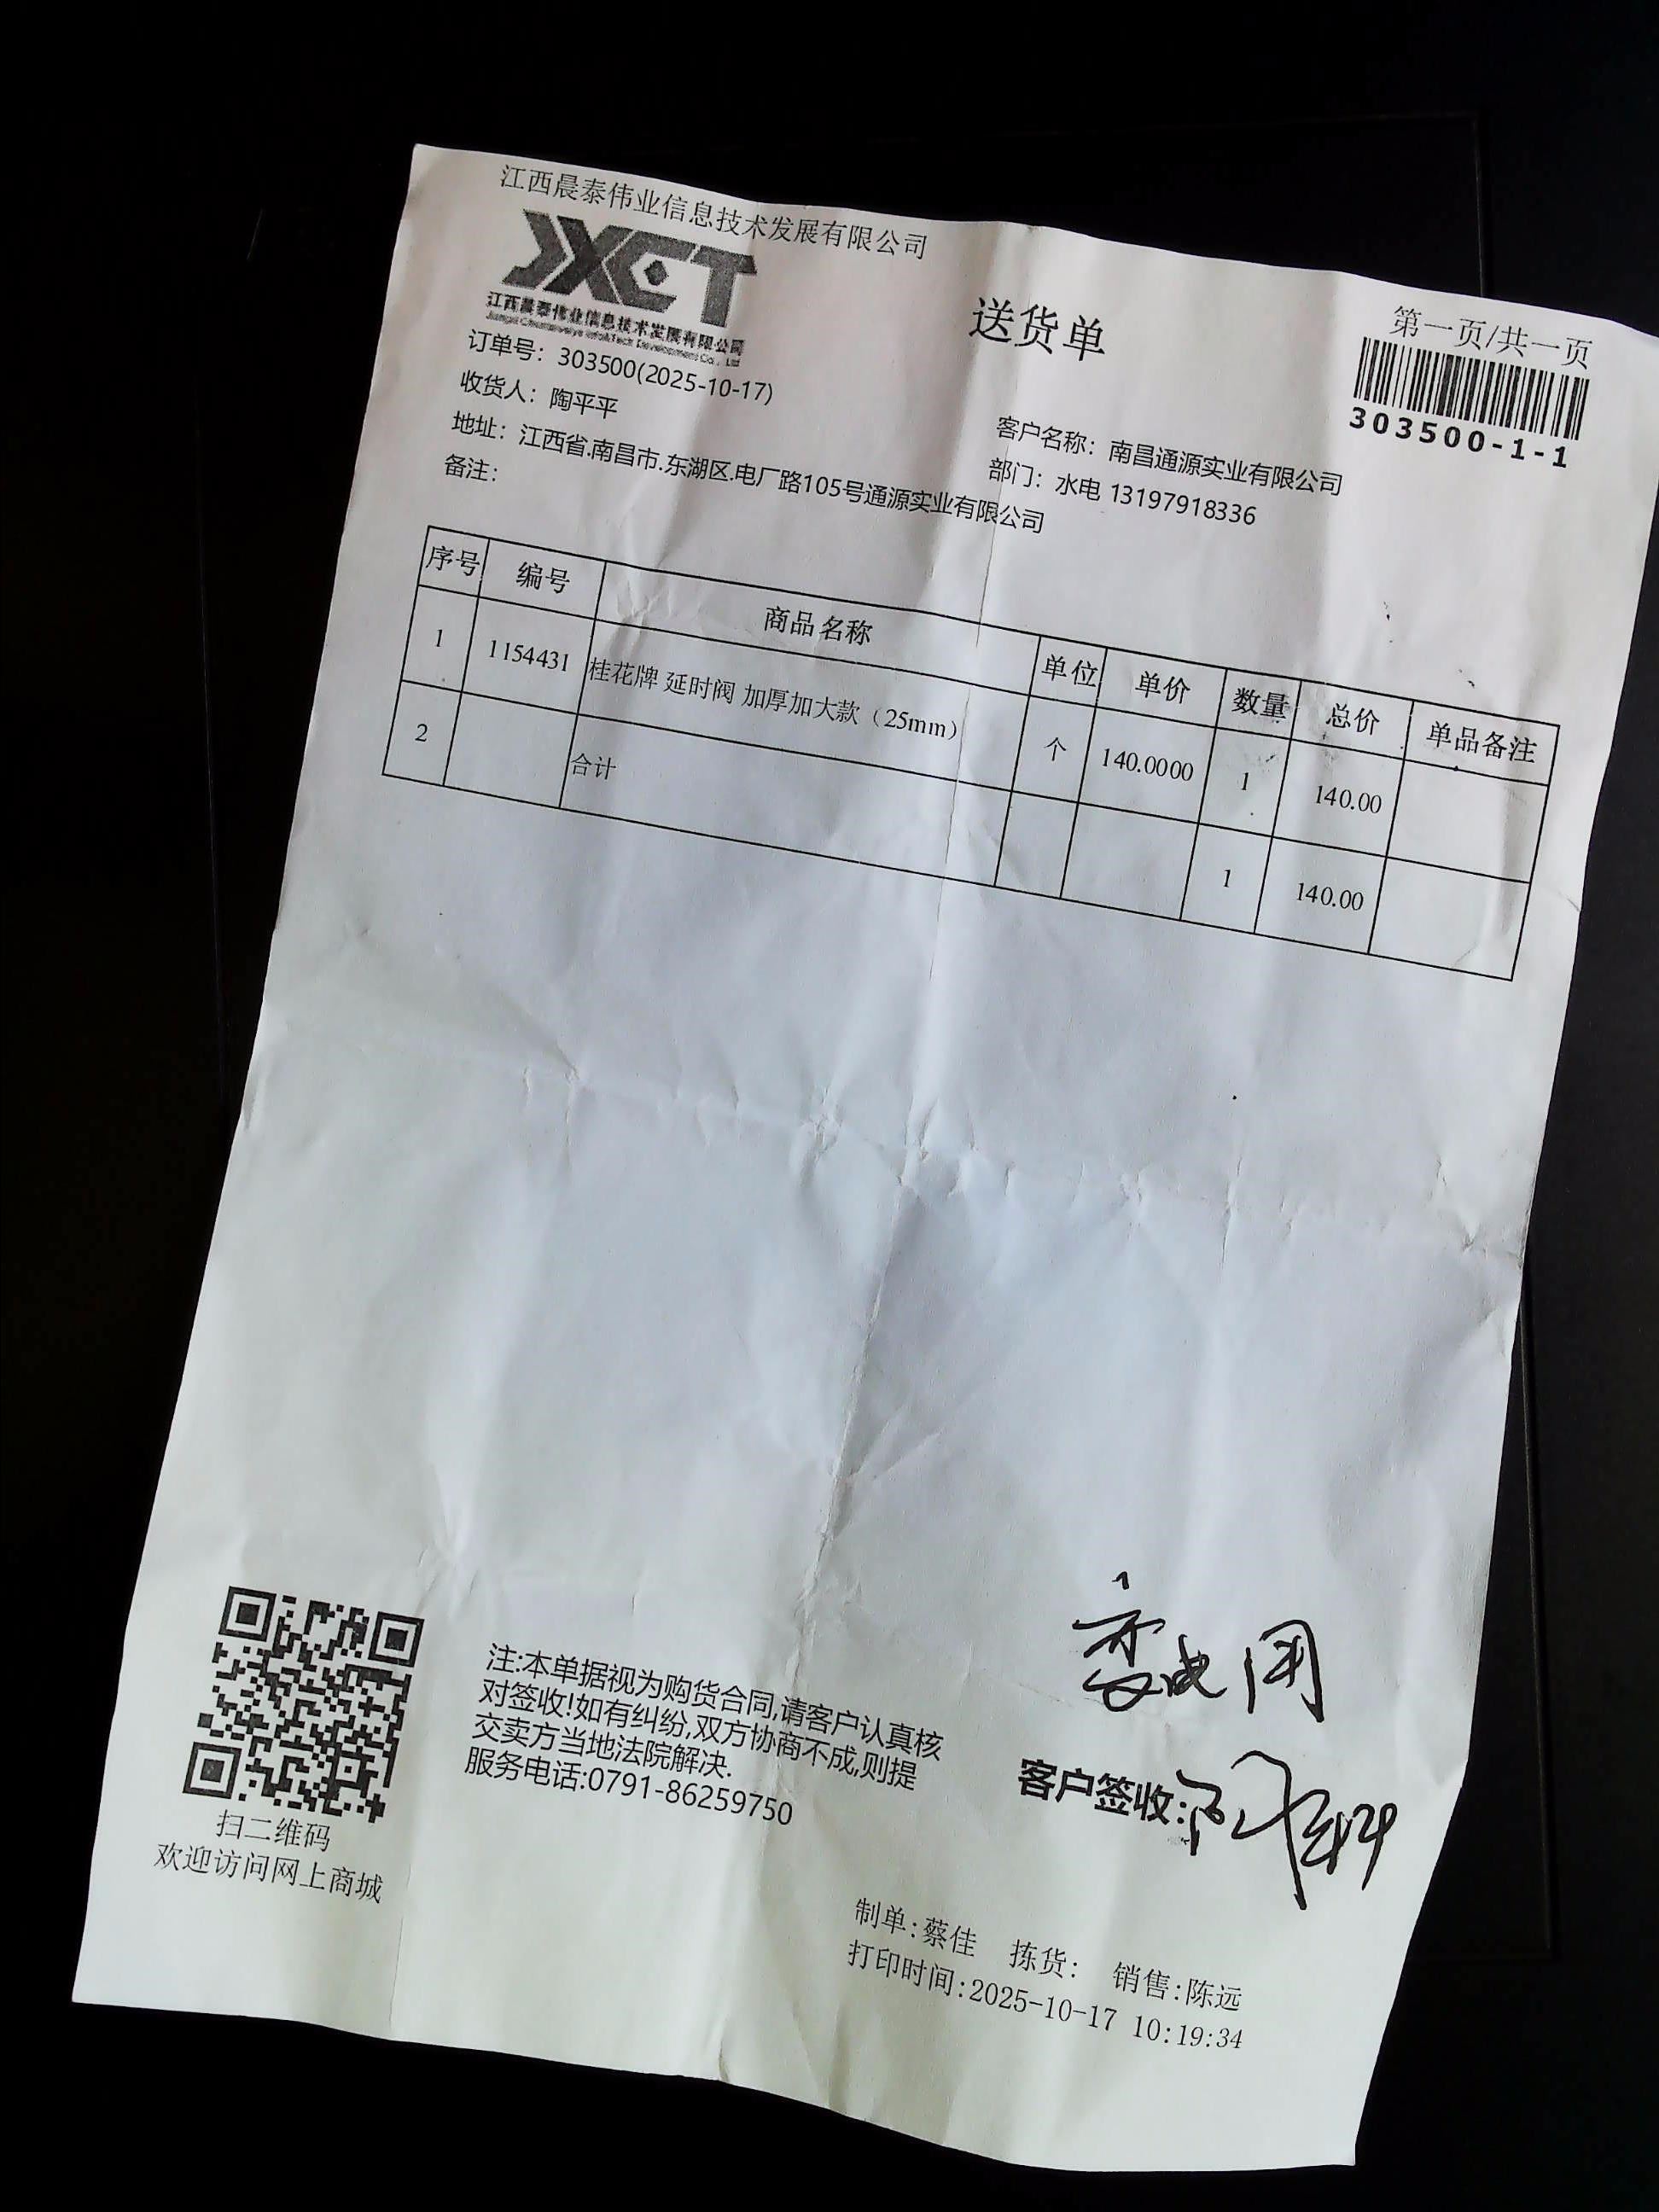 江西晨泰伟业信息技术发展有限公司
JXCT
江西晨泰伟业信息技术发展有限公司
送货单
第一页/共一页
303500-1-1
订单号：303500(2025-10-17)
收货人：陶平平
客户名称：南昌通源实业有限公司
地址：江西省.南昌市.东湖区.电厂路105号通源实业有限公司
部门：水电 13197918336
备注：
序号 编号 商品名称 单位 单价 数量 总价 单品备注
1 1154431 桂花牌 延时阀 加厚加大款（25mm） 个 140.0000 1 140.00
2 合计 1 140.00
注:本单据视为购货合同,请客户认真核
对签收!如有纠纷,双方协商不成,则提
交卖方当地法院解决.
服务电话:0791-86259750
客户签收:
扫二维码
欢迎访问网上商城
制单:蔡佳 拣货: 销售:陈远
打印时间:2025-10-17 10:19:34